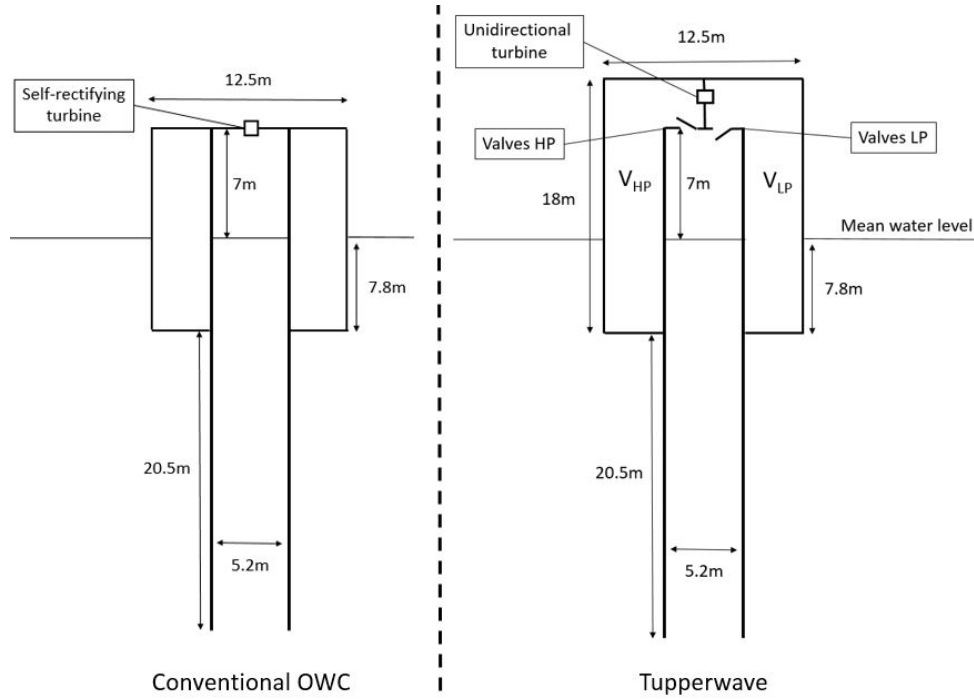 12.5m
Self-rectifying
turbine
7m
7.8m
20.5m
5.2m
Conventional OWC
Unidirectional
turbine
12.5m
Valves HP
Valves LP
V_HP
7m
V_LP
18m
Mean water level
7.8m
20.5m
5.2m
Tupperwave